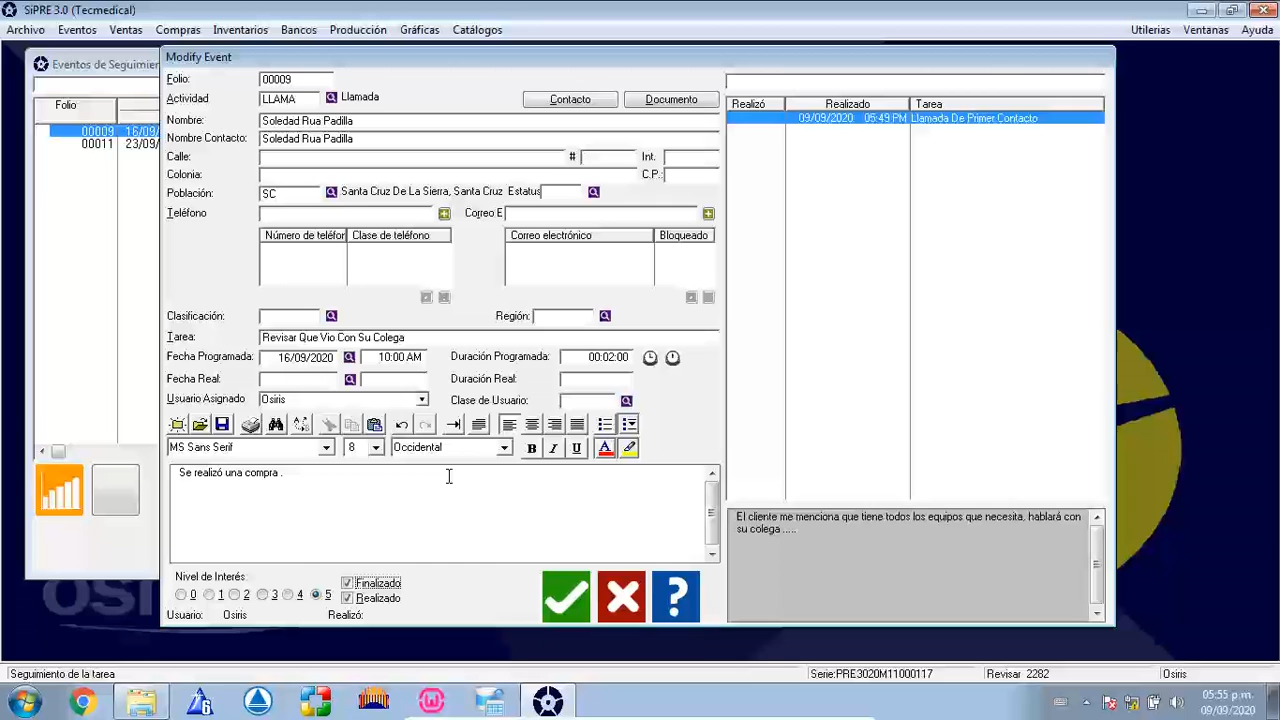 SiPRE 3.0 (Tecmedical)
Archivo Eventos Ventas Compras Inventarios Bancos Producción Gráficas Catálogos Utilerias Ventanas Ayuda
Eventos de Seguimien
Folio
00009 16/09/
00011 23/09/
Modify Event
Folio: 00009
Actividad LLAMA Llamada Contacto Documento
Nombre: Soledad Rua Padilla
Nombre Contacto: Soledad Rua Padilla
Calle: # Int.
Colonia: C.P.:
Población: SC Santa Cruz De La Sierra, Santa Cruz Estatus
Teléfono Correo E
Número de teléfor Clase de teléfono Correo electrónico Bloqueado
Clasificación: Región:
Tarea: Revisar Que Vio Con Su Colega
Fecha Programada: 16/09/2020 10:00 AM Duración Programada: 00:02:00
Fecha Real: Duración Real:
Usuario Asignado Osiris Clase de Usuario:
MS Sans Serif 8 Occidental B I U A
Se realizó una compra .
Nivel de Interés:
0 1 2 3 4 5
Finalizado
Realizado
Usuario: Osiris Realizó:
Realizó Realizado Tarea
09/09/2020 05:49 PM Llamada De Primer Contacto
El cliente me menciona que tiene todos los equipos que necesita, hablará con
su colega .....
osi
Seguimiento de la tarea Serie:PRE3020M11000117 Revisar 2282 Osiris
05:55 p.m.
09/09/2020